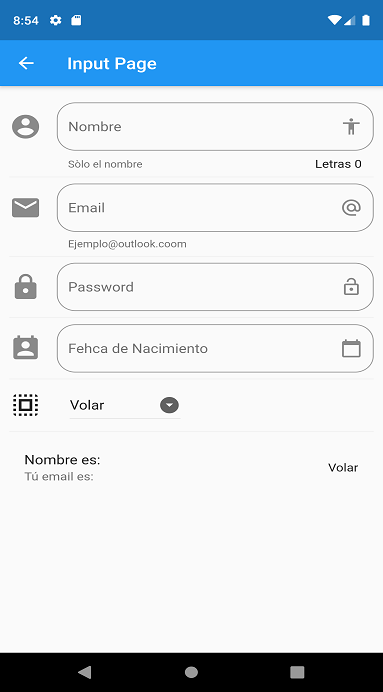 8:54
Input Page
Nombre
Sòlo el nombre
Letras 0
Email
Ejemplo@outlook.coom
Password
Fehca de Nacimiento
Volar
Nombre es:
Tú email es:
Volar